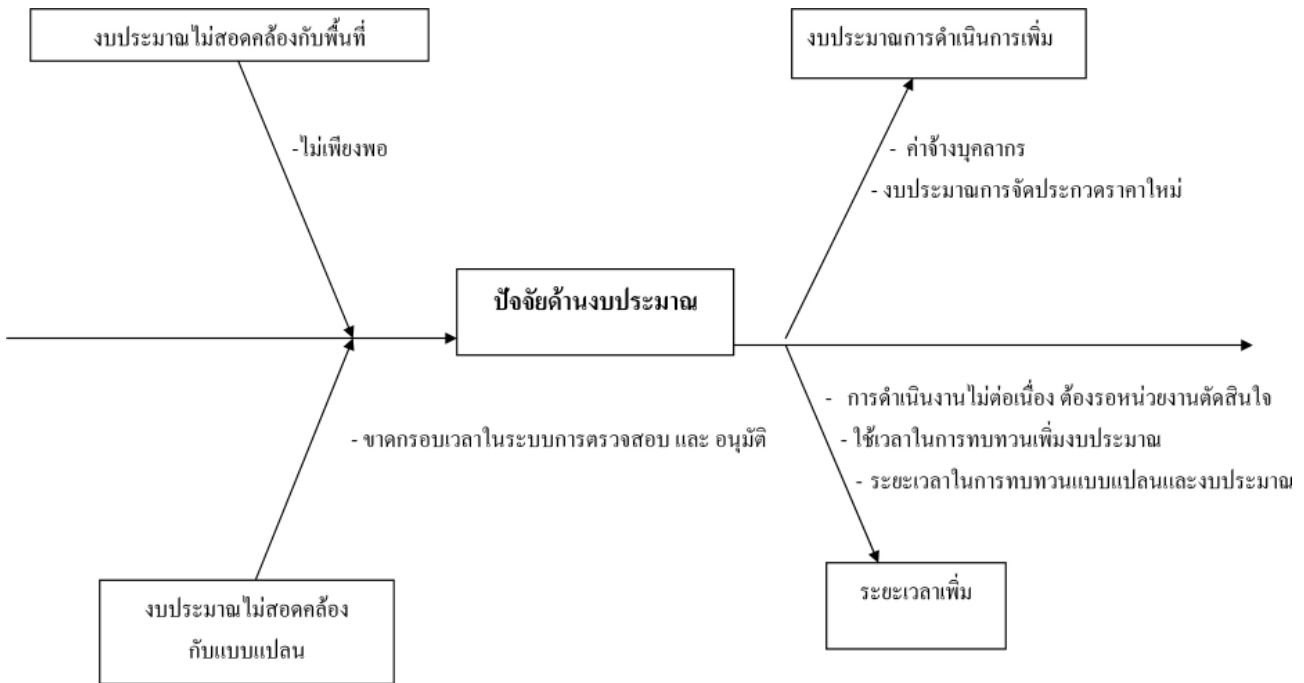 งบประมาณไม่สอดคล้องกับพื้นที่
งบประมาณการดำเนินการเพิ่ม
-ไม่เพียงพอ
- ค่าจ้างบุคลากร
- งบประมาณการจัดประกวดราคาใหม่
ปัจจัยด้านงบประมาณ
- การดำเนินงานไม่ต่อเนื่อง ต้องรอหน่วยงานตัดสินใจ
- ขาดกรอบเวลาในระบบการตรวจสอบ และ อนุมัติ
- ใช้เวลาในการทบทวนเพิ่มงบประมาณ
- ระยะเวลาในการทบทวนแบบแปลนและงบประมาณ
งบประมาณไม่สอดคล้อง
กับแบบแปลน
ระยะเวลาเพิ่ม